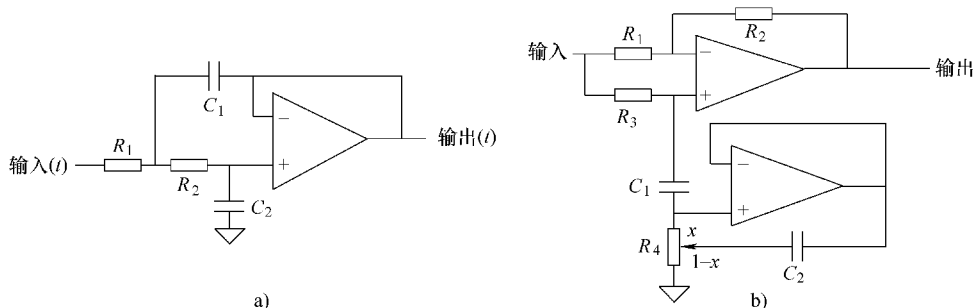 C₁
输入(t)
R₁
R₂
C₂
−
+
输出(t)
a)
输入
R₁
R₂
R₃
−
+
输出
C₁
−
+
R₄
x
1−x
C₂
b)